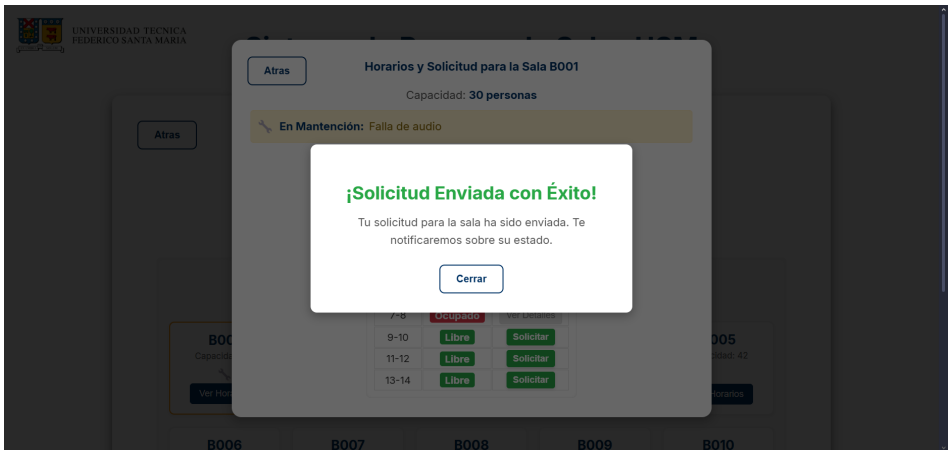 UNIVERSIDAD TECNICA
FEDERICO SANTA MARIA
Atras
Horarios y Solicitud para la Sala B001
Capacidad: 30 personas
En Mantención: Falla de audio
Atras
¡Solicitud Enviada con Éxito!
Tu solicitud para la sala ha sido enviada. Te
notificaremos sobre su estado.
Cerrar
7-8 Ocupado Ver Detalles
9-10 Libre Solicitar
11-12 Libre Solicitar
13-14 Libre Solicitar
Ver
42
Horarios
B006 B007 B008 B009 B010